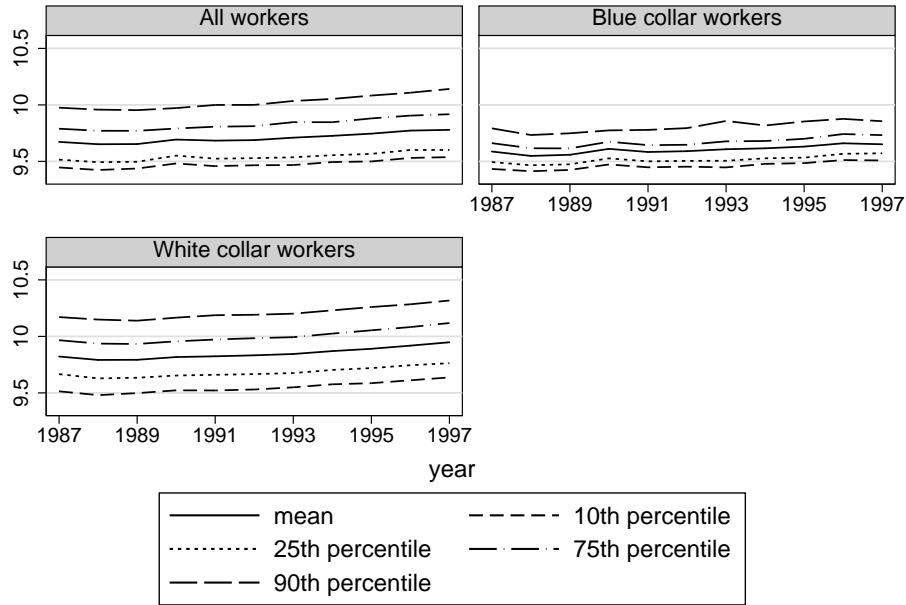 All workers
Blue collar workers
10.5
10
9.5
1987 1989 1991 1993 1995 1997
White collar workers
10.5
10
9.5
1987 1989 1991 1993 1995 1997
year
mean
10th percentile
25th percentile
75th percentile
90th percentile